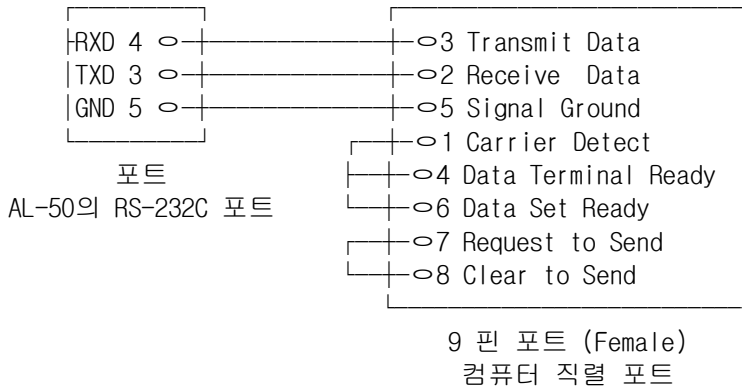 RXD 4 3 Transmit Data
TXD 3 2 Receive Data
GND 5 5 Signal Ground
1 Carrier Detect
포트 4 Data Terminal Ready
AL-50의 RS-232C 포트 6 Data Set Ready
7 Request to Send
8 Clear to Send
9 핀 포트 (Female)
컴퓨터 직렬 포트